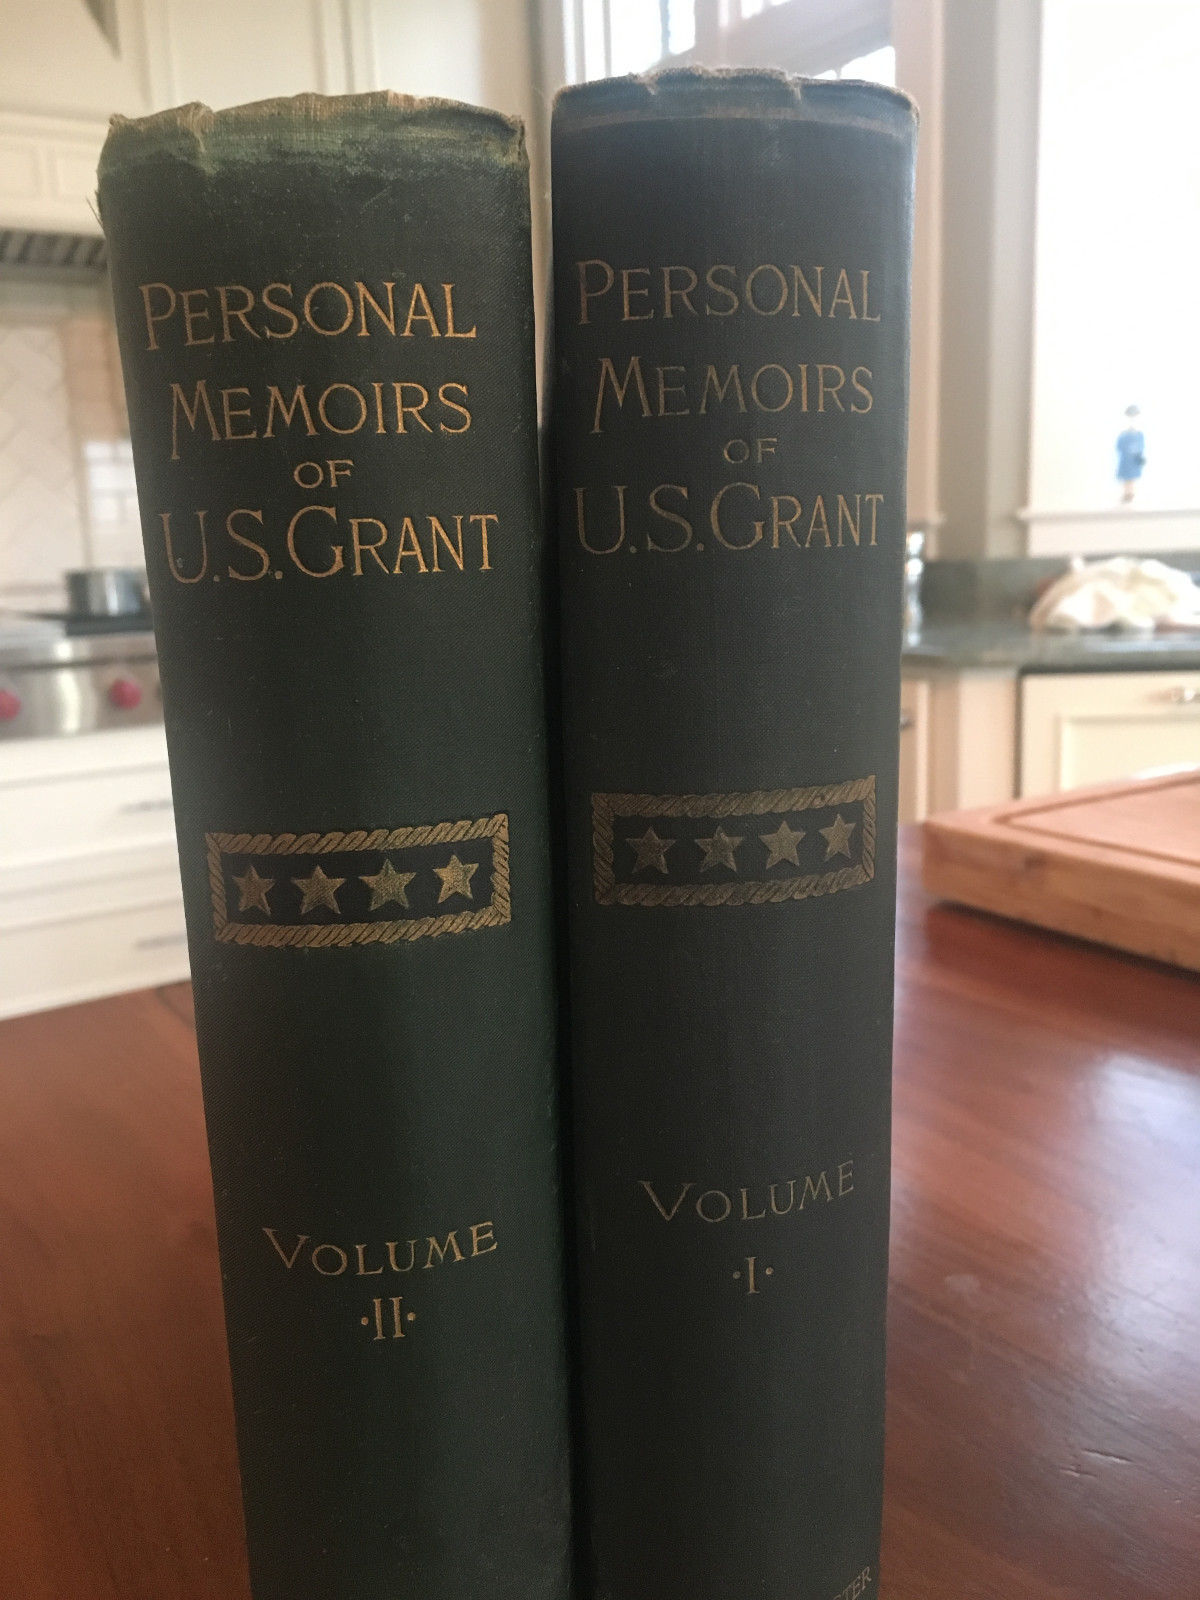 PERSONAL
MEMOIRS
OF
U.S. GRANT
VOLUME
·II·
PERSONAL
MEMOIRS
OF
U.S. GRANT
VOLUME
·I·